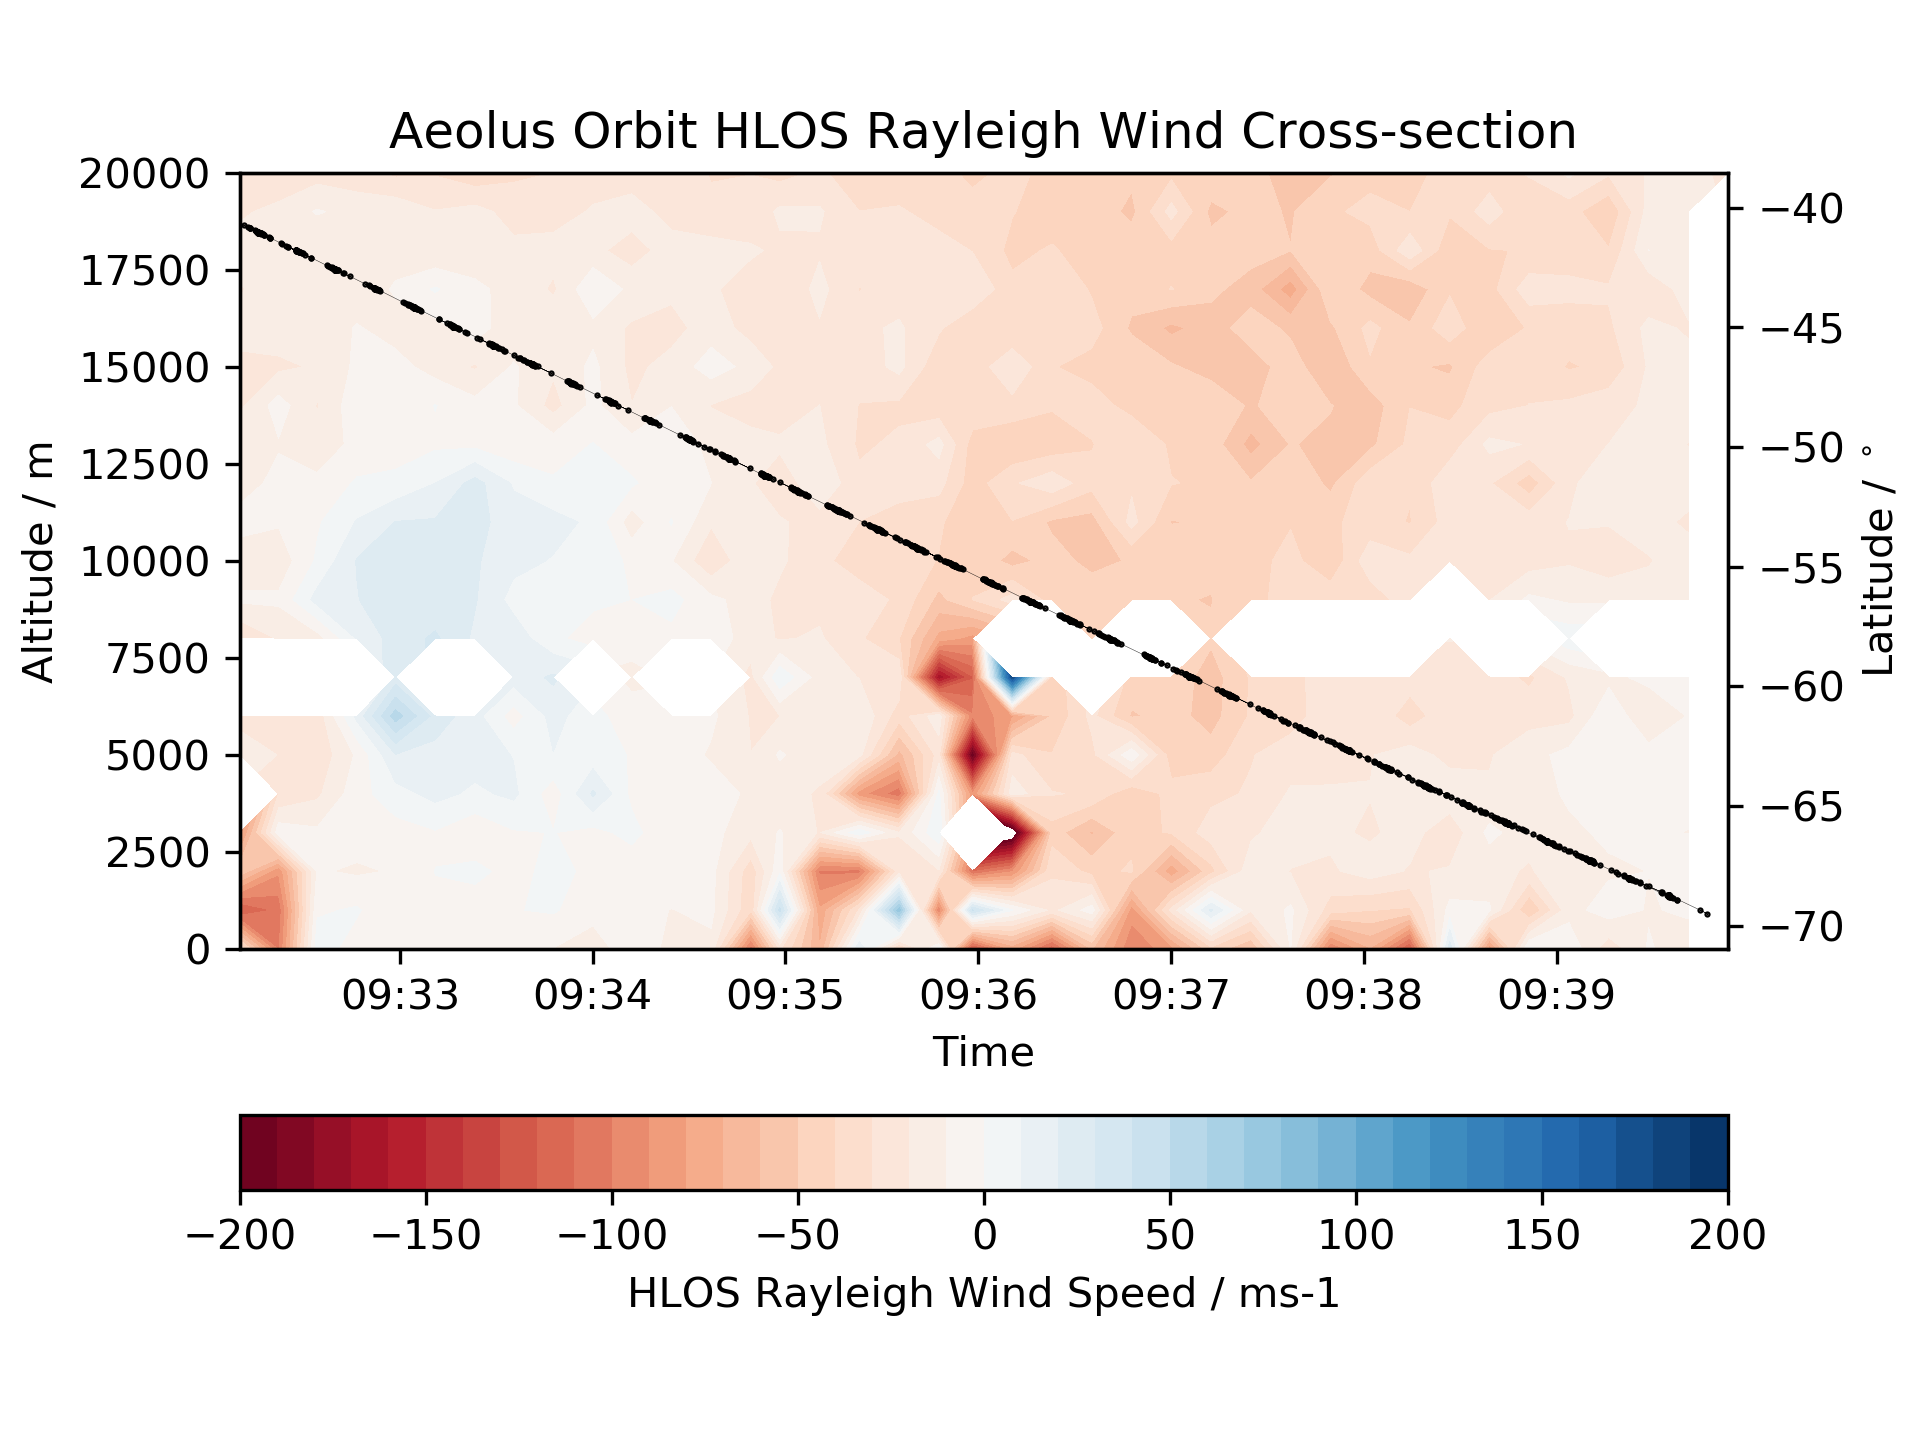 Aeolus Orbit HLOS Rayleigh Wind Cross-section
20000
17500
15000
12500
10000
7500
5000
2500
0
Altitude / m
−40
−45
−50
−55
−60
−65
−70
Latitude / °
09:33 09:34 09:35 09:36 09:37 09:38 09:39
Time
−200 −150 −100 −50 0 50 100 150 200
HLOS Rayleigh Wind Speed / ms-1